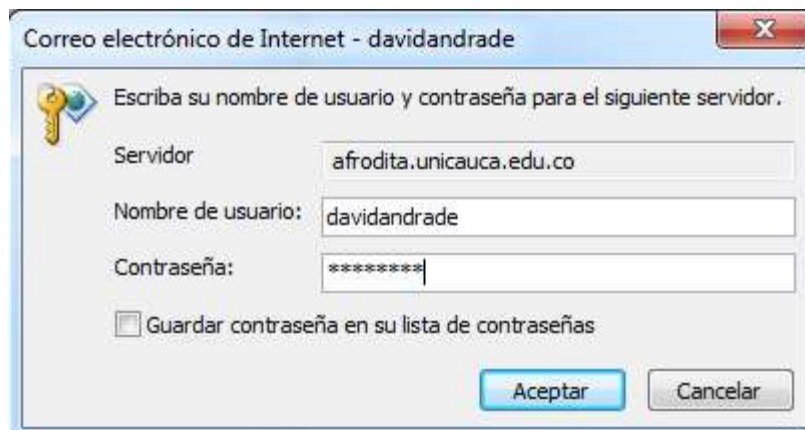 Correo electrónico de Internet - davidandrade
Escriba su nombre de usuario y contraseña para el siguiente servidor.
Servidor afrodita.unicauca.edu.co
Nombre de usuario: davidandrade
Contraseña: ********
Guardar contraseña en su lista de contraseñas
Aceptar Cancelar